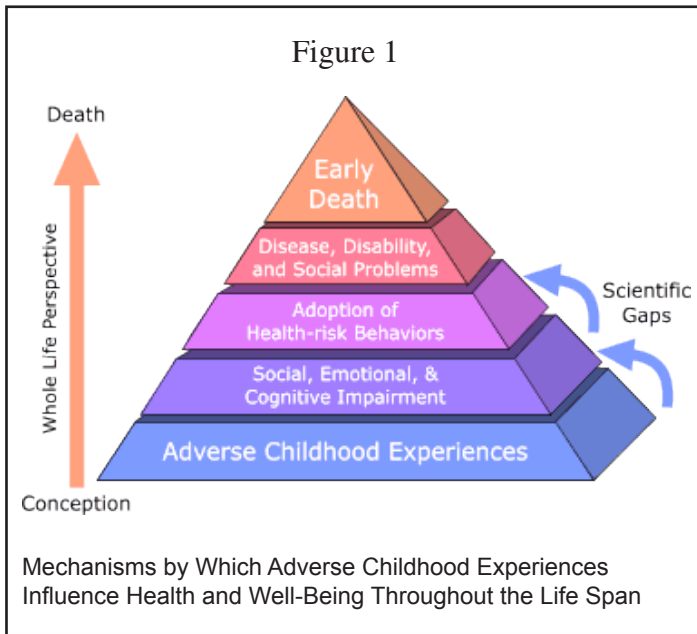 Figure 1
Death
Early
Death
Disease, Disability,
and Social Problems
Scientific
Gaps
Adoption of
Health-risk Behaviors
Whole Life Perspective
Social, Emotional, &
Cognitive Impairment
Adverse Childhood Experiences
Conception
Mechanisms by Which Adverse Childhood Experiences
Influence Health and Well-Being Throughout the Life Span